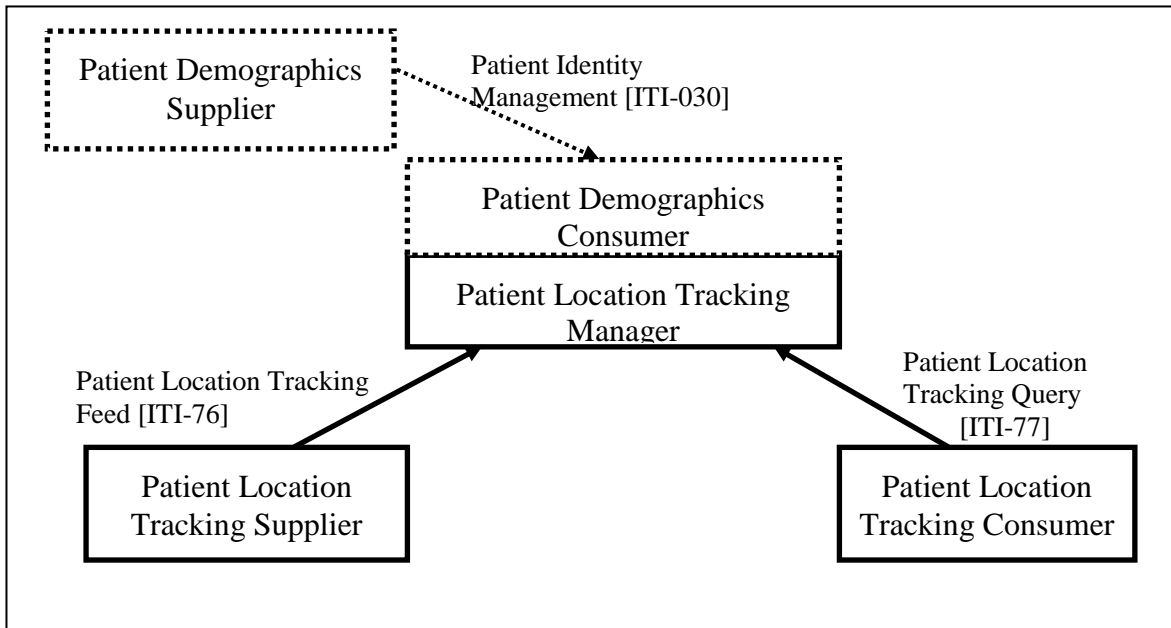 Patient Demographics
Supplier
Patient Identity
Management [ITI-030]
Patient Demographics
Consumer
Patient Location Tracking
Manager
Patient Location Tracking
Feed [ITI-76]
Patient Location
Tracking Query
[ITI-77]
Patient Location
Tracking Supplier
Patient Location
Tracking Consumer